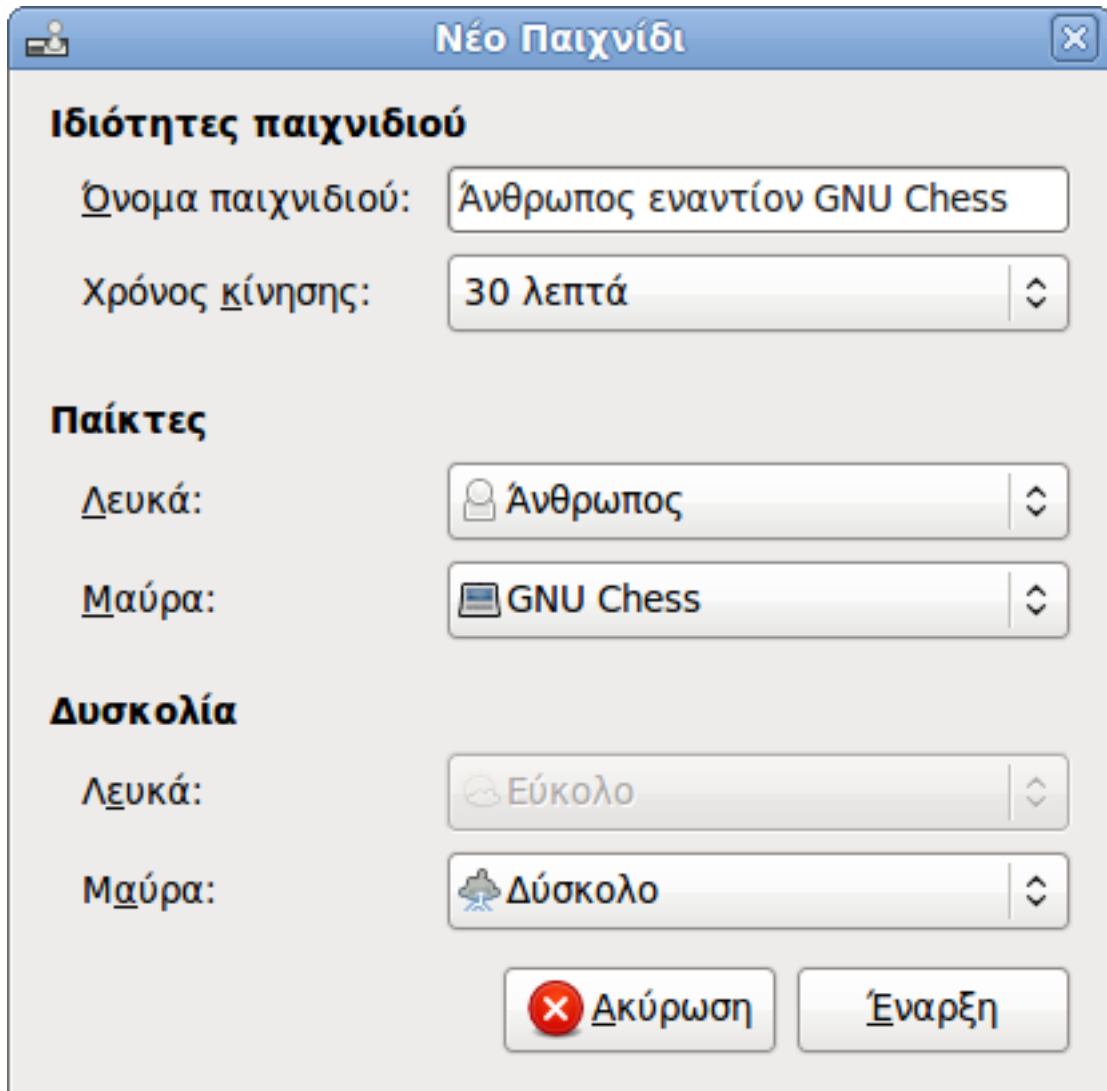 Νέο Παιχνίδι
Ιδιότητες παιχνιδιού
Όνομα παιχνιδιού: Άνθρωπος εναντίον GNU Chess
Χρόνος κίνησης: 30 λεπτά
Παίκτες
Λευκά: Άνθρωπος
Μαύρα: GNU Chess
Δυσκολία
Λευκά: Εύκολο
Μαύρα: Δύσκολο
Ακύρωση Έναρξη